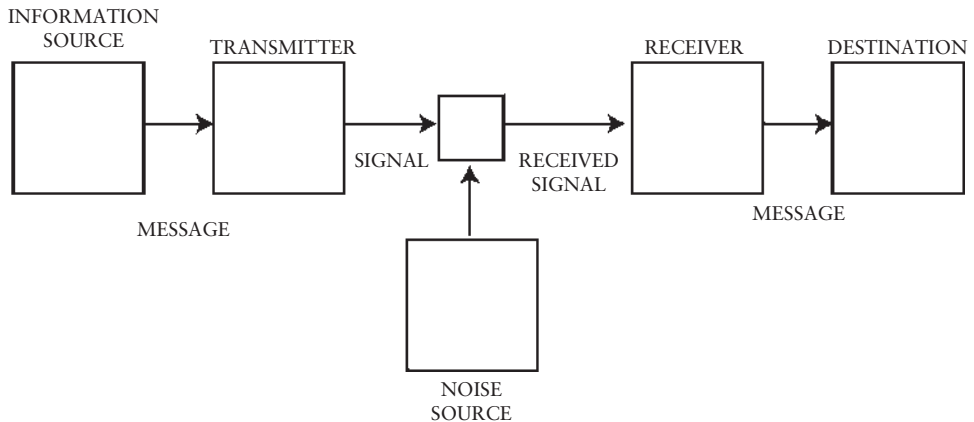 INFORMATION
SOURCE
TRANSMITTER
RECEIVER
DESTINATION
SIGNAL
RECEIVED
SIGNAL
MESSAGE
MESSAGE
NOISE
SOURCE